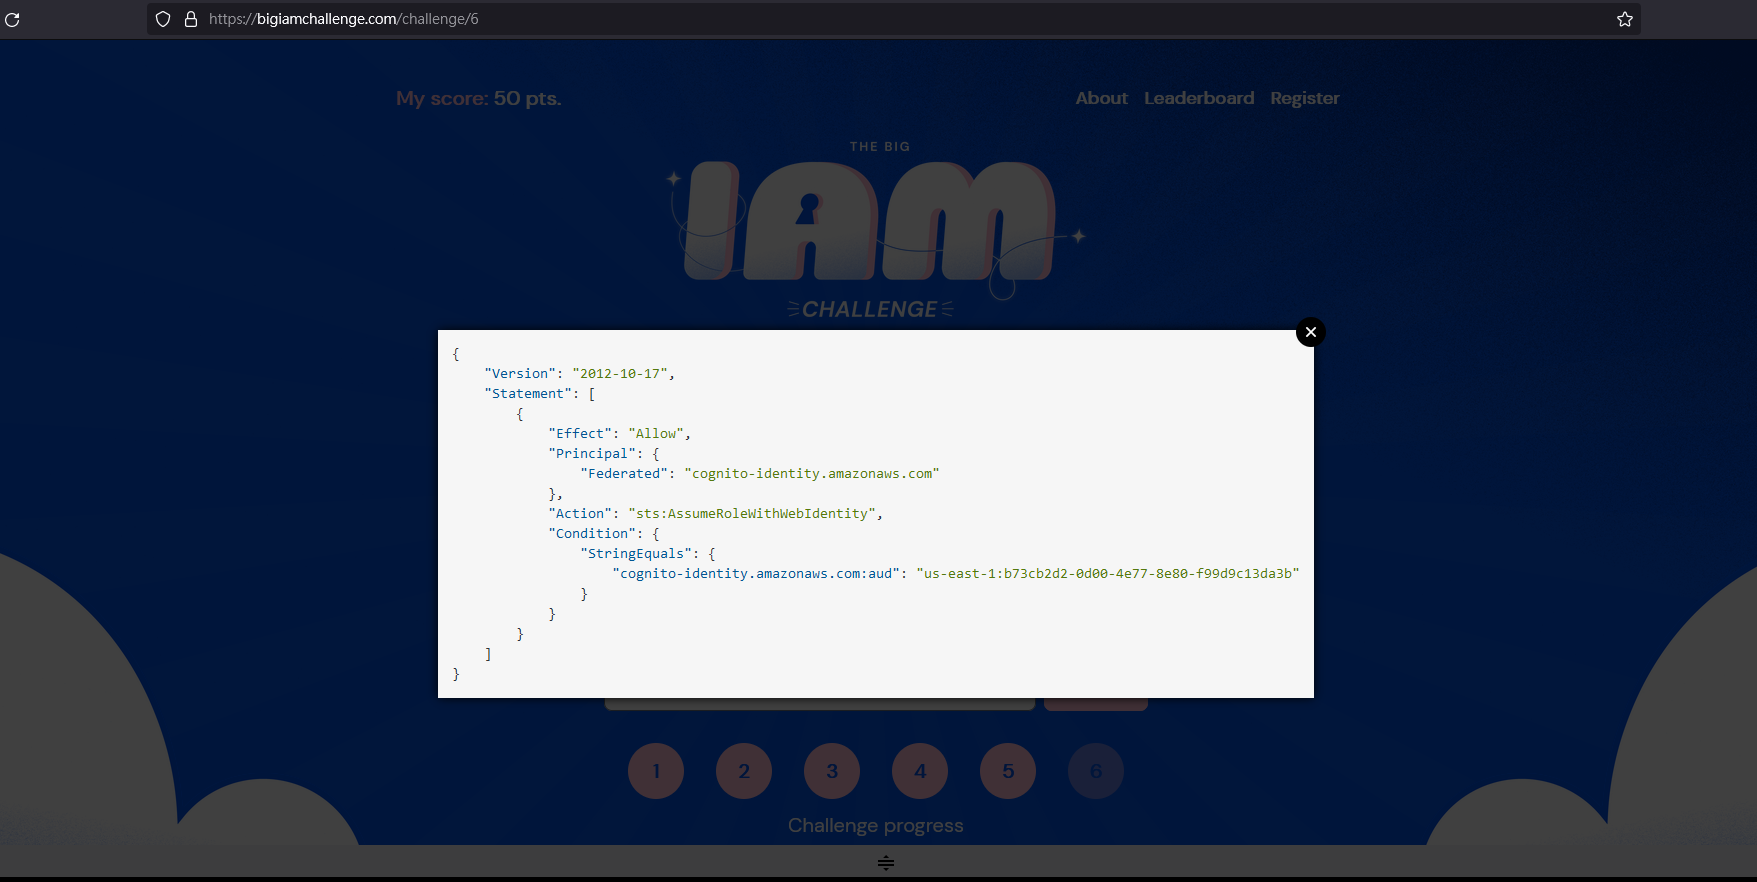 https://bigiamchallenge.com/challenge/6
My score: 50 pts.
About Leaderboard Register
THE BIG
IAM
CHALLENGE
{
    "Version": "2012-10-17",
    "Statement": [
        {
            "Effect": "Allow",
            "Principal": {
                "Federated": "cognito-identity.amazonaws.com"
            },
            "Action": "sts:AssumeRoleWithWebIdentity",
            "Condition": {
                "StringEquals": {
                    "cognito-identity.amazonaws.com:aud": "us-east-1:b73cb2d2-0d00-4e77-8e80-f99d9c13da3b"
                }
            }
        }
    ]
}
1 2 3 4 5 6
Challenge progress